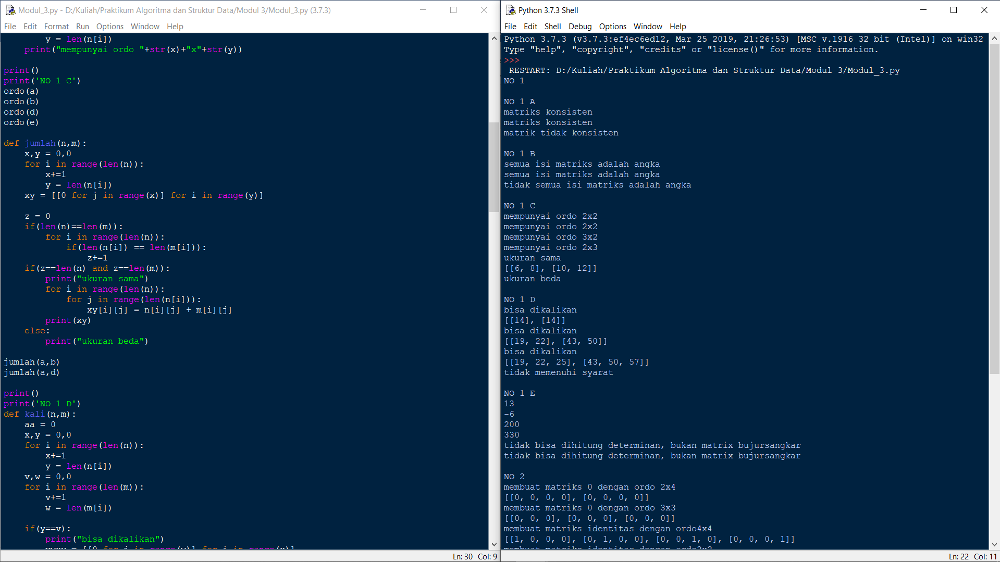 Modul_3.py - D:/Kuliah/Praktikum Algoritma dan Struktur Data/Modul 3/Modul_3.py (3.7.3)
File Edit Format Run Options Window Help
        y = len(n[i])
    print("mempunyai ordo "+str(x)+"x"+str(y))
print()
print('NO 1 C')
ordo(a)
ordo(b)
ordo(d)
ordo(e)
def jumlah(n,m):
    x,y = 0,0
    for i in range(len(n)):
        x+=1
        y = len(n[i])
    xy = [[0 for j in range(x)] for i in range(y)]
    z = 0
    if(len(n)==len(m)):
        for i in range(len(n)):
            if(len(n[i]) == len(m[i])):
                z+=1
    if(z==len(n) and z==len(m)):
        print("ukuran sama")
        for i in range(len(n)):
            for j in range(len(n[i])):
                xy[i][j] = n[i][j] + m[i][j]
        print(xy)
    else:
        print("ukuran beda")
jumlah(a,b)
jumlah(a,d)
print()
print('NO 1 D')
def kali(n,m):
    aa = 0
    x,y = 0,0
    for i in range(len(n)):
        x+=1
        y = len(n[i])
    v,w = 0,0
    for i in range(len(m)):
        v+=1
        w = len(m[i])
    if(y==v):
        print("bisa dikalikan")
Ln: 30 Col: 9
Python 3.7.3 Shell
File Edit Shell Debug Options Window Help
Python 3.7.3 (v3.7.3:ef4ec6ed12, Mar 25 2019, 21:26:53) [MSC v.1916 32 bit (Intel)] on win32
Type "help", "copyright", "credits" or "license()" for more information.
>>>
 RESTART: D:/Kuliah/Praktikum Algoritma dan Struktur Data/Modul 3/Modul_3.py
NO 1
NO 1 A
matriks konsisten
matriks konsisten
matrik tidak konsisten
NO 1 B
semua isi matriks adalah angka
semua isi matriks adalah angka
tidak semua isi matriks adalah angka
NO 1 C
mempunyai ordo 2x2
mempunyai ordo 2x2
mempunyai ordo 3x2
mempunyai ordo 2x3
ukuran sama
[[6, 8], [10, 12]]
ukuran beda
NO 1 D
bisa dikalikan
[[14], [14]]
bisa dikalikan
[[19, 22], [43, 50]]
bisa dikalikan
[[19, 22, 25], [43, 50, 57]]
tidak memenuhi syarat
NO 1 E
13
-6
200
330
tidak bisa dihitung determinan, bukan matrix bujursangkar
tidak bisa dihitung determinan, bukan matrix bujursangkar
NO 2
membuat matriks 0 dengan ordo 2x4
[[0, 0, 0, 0], [0, 0, 0, 0]]
membuat matriks 0 dengan ordo 3x3
[[0, 0, 0], [0, 0, 0], [0, 0, 0]]
membuat matriks identitas dengan ordo4x4
[[1, 0, 0, 0], [0, 1, 0, 0], [0, 0, 1, 0], [0, 0, 0, 1]]
membuat matriks identitas dengan
Ln: 22 Col: 11